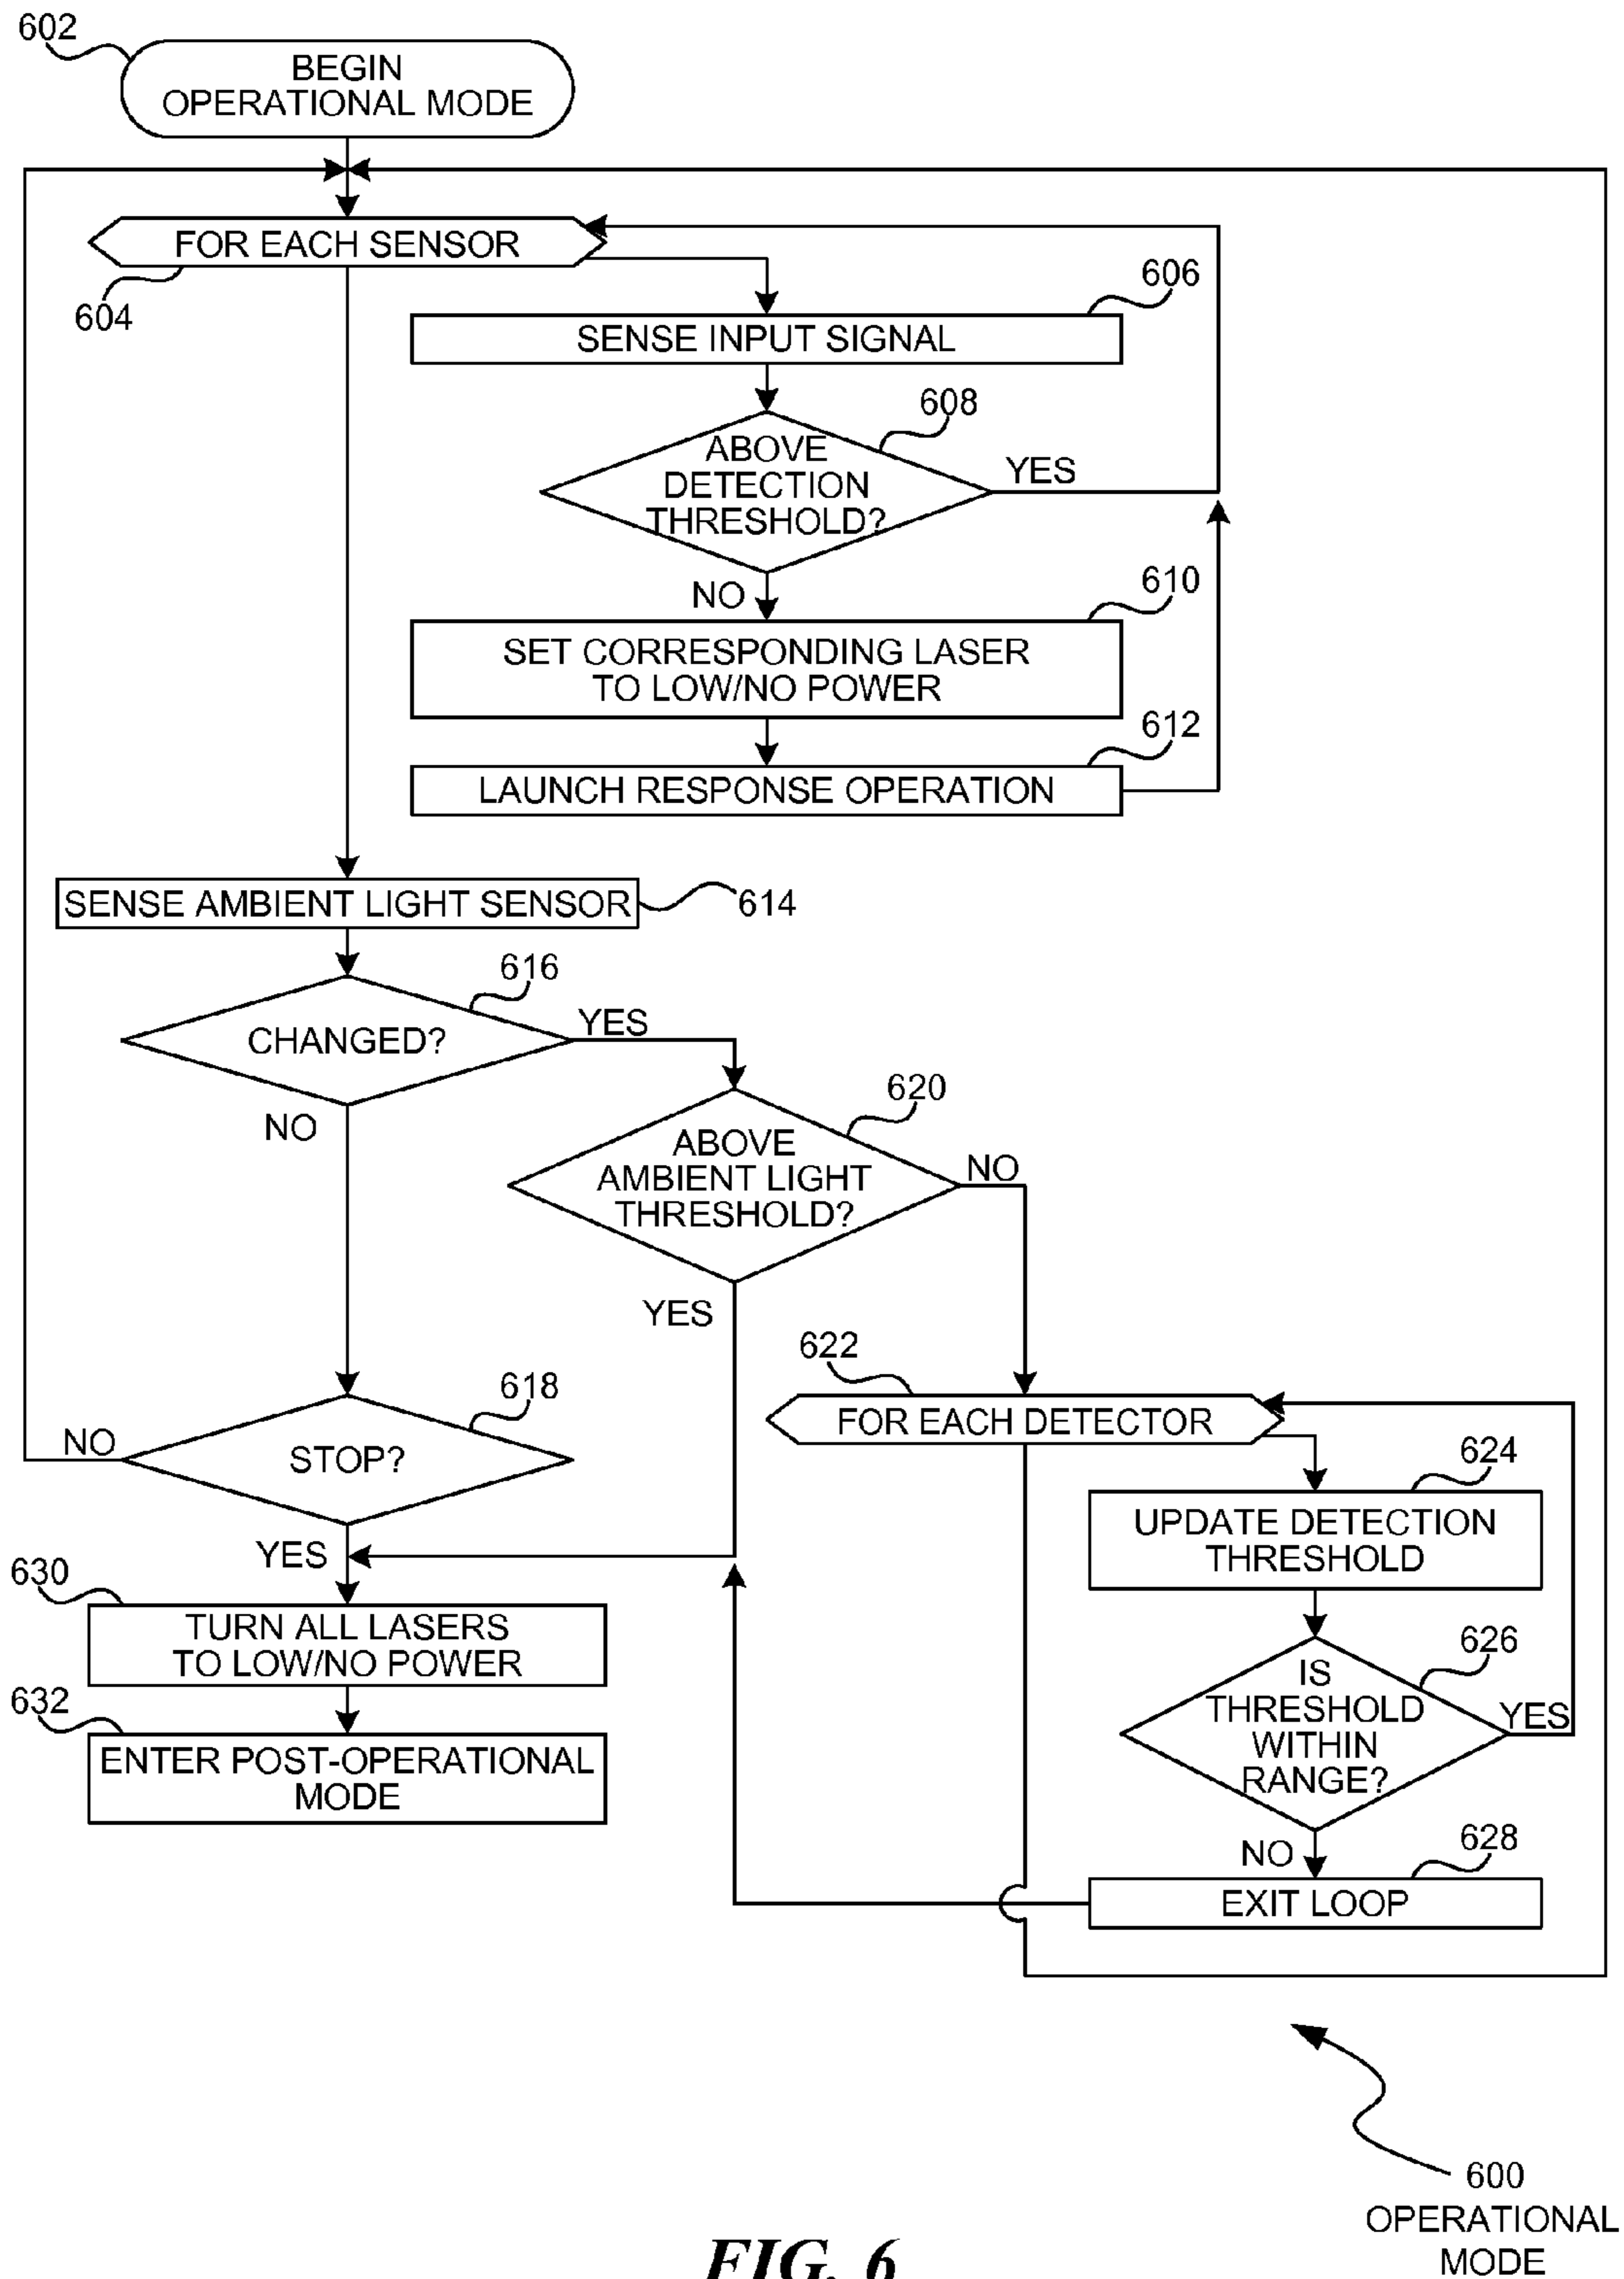 602
BEGIN
OPERATIONAL MODE
FOR EACH SENSOR
604
606
SENSE INPUT SIGNAL
608
ABOVE
DETECTION
THRESHOLD?
YES
NO
610
SET CORRESPONDING LASER
TO LOW/NO POWER
612
LAUNCH RESPONSE OPERATION
SENSE AMBIENT LIGHT SENSOR
614
616
CHANGED?
YES
NO
620
ABOVE
AMBIENT LIGHT
THRESHOLD?
NO
YES
622
FOR EACH DETECTOR
618
STOP?
NO
YES
624
UPDATE DETECTION
THRESHOLD
626
IS
THRESHOLD
WITHIN
RANGE?
YES
NO
628
EXIT LOOP
630
TURN ALL LASERS
TO LOW/NO POWER
632
ENTER POST-OPERATIONAL
MODE
600
OPERATIONAL
MODE
FIG. 6